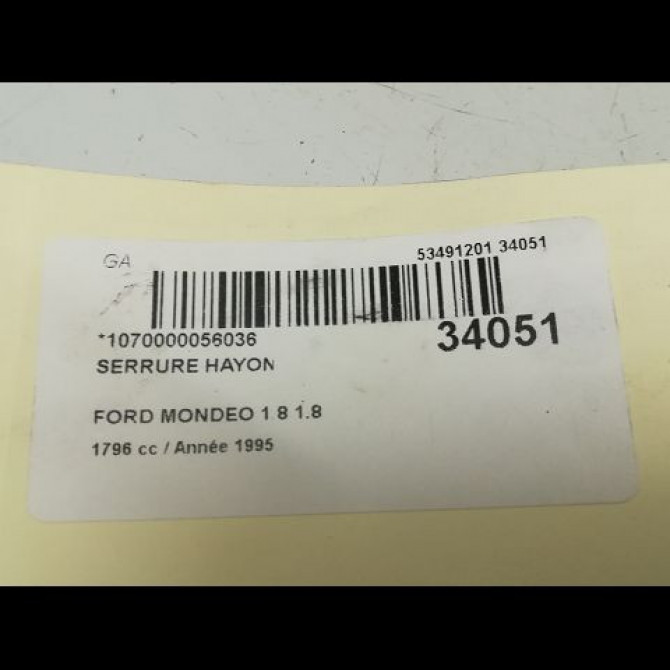 GA
53491201 34051
*1070000056036
34051
SERRURE HAYON
FORD MONDEO 1 8 1.8
1796 cc / Année 1995